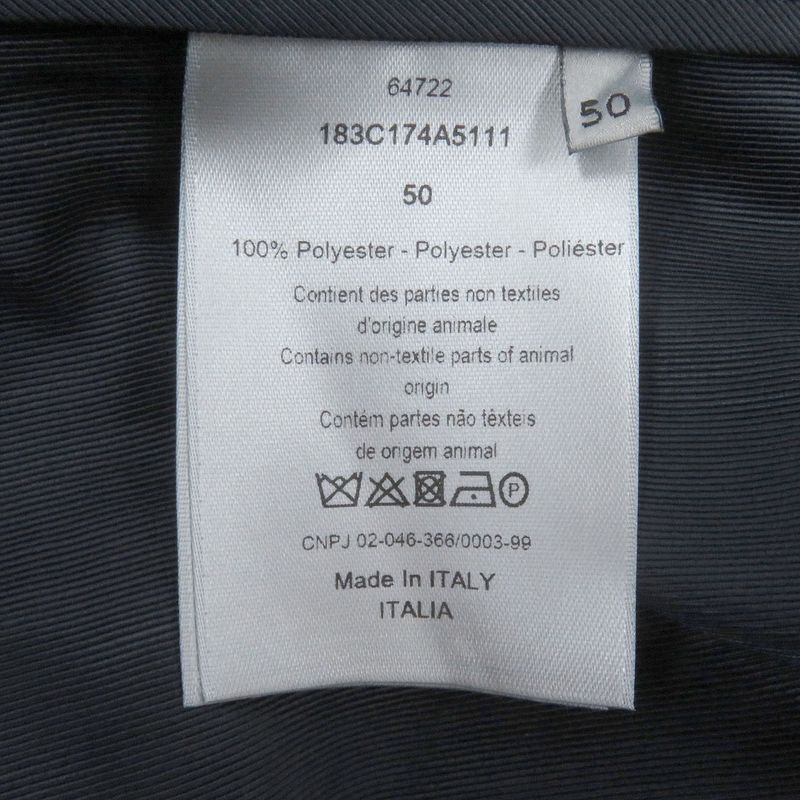 64722
50
183C174A5111
50
100% Polyester - Polyester - Poliéster
Contient des parties non textiles
d'origine animale
Contains non-textile parts of animal
origin
Contém partes não têxteis
de origem animal
P
CNPJ 02-046-366/0003-99
Made In ITALY
ITALIA